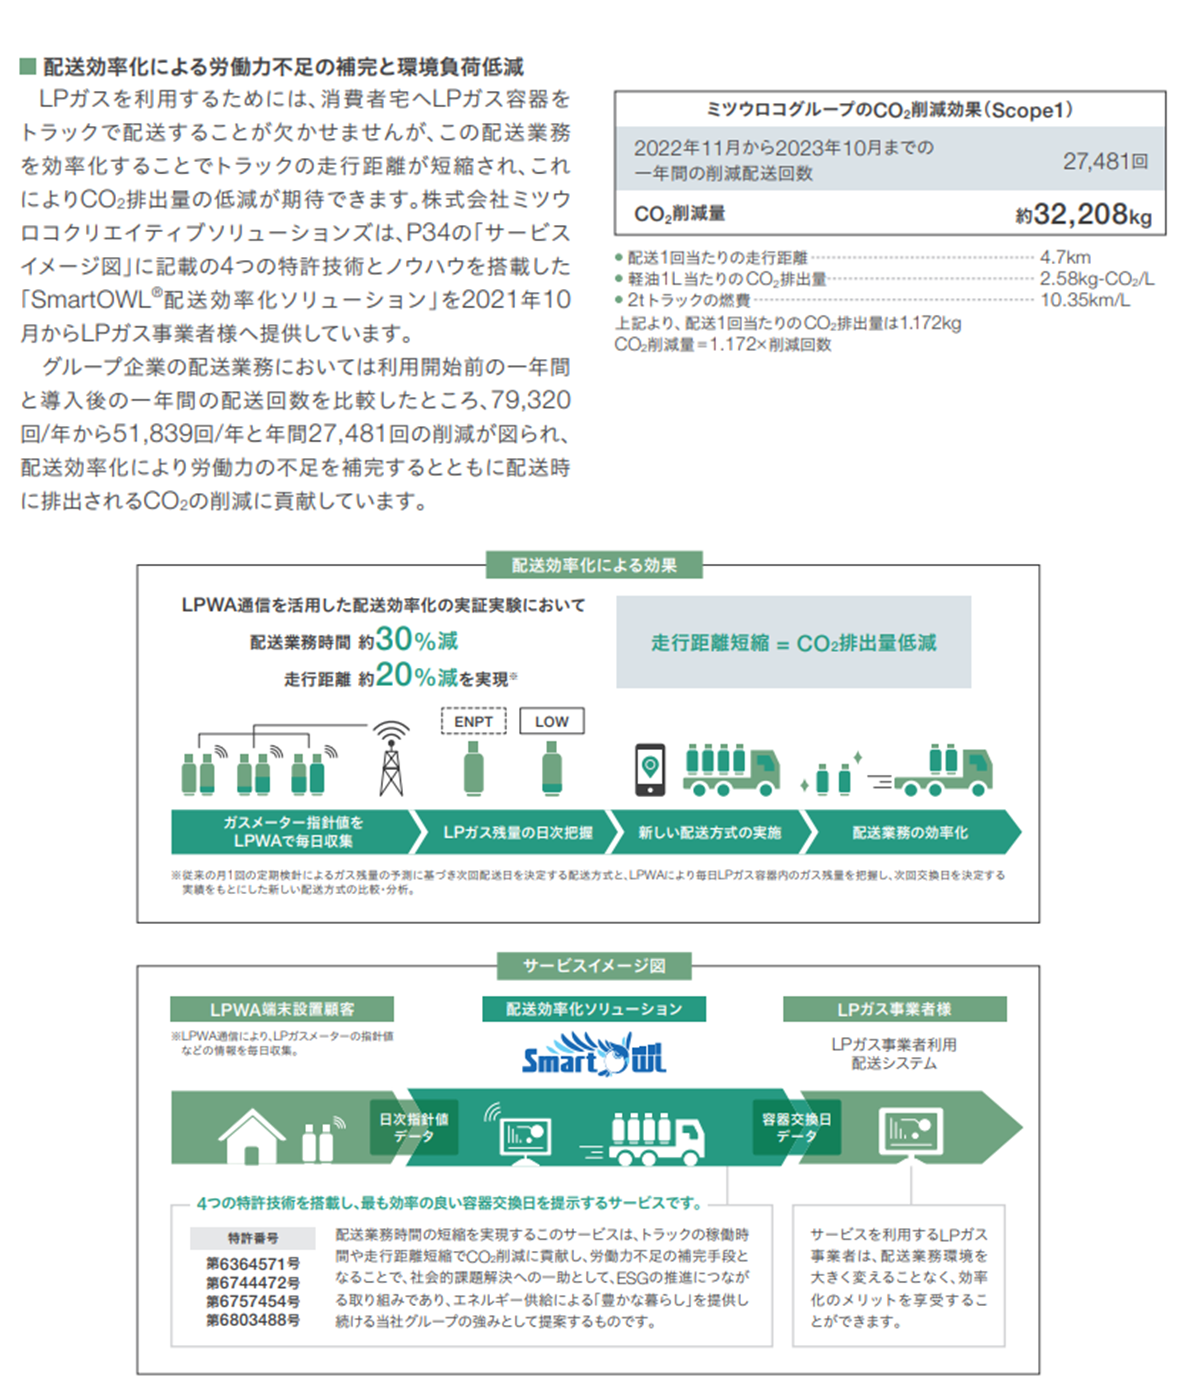 ■ 配送効率化による労働力不足の補完と環境負荷低減
LPガスを利用するためには、消費者宅へLPガス容器を
トラックで配送することが欠かせませんが、この配送業務
を効率化することでトラックの走行距離が短縮され、これ
によりCO₂排出量の低減が期待できます。株式会社ミツウ
ロコクリエイティブソリューションズは、P34の「サービス
イメージ図」に記載の4つの特許技術とノウハウを搭載した
「SmartOWL®配送効率化ソリューション」を2021年10
月からLPガス事業者様へ提供しています。
グループ企業の配送業務においては利用開始前の一年間
と導入後の一年間の配送回数を比較したところ、79,320
回/年から51,839回/年と年間27,481回の削減が図られ、
配送効率化により労働力の不足を補完するとともに配送時
に排出されるCO₂の削減に貢献しています。
ミツウロコグループのCO₂削減効果（Scope1）
2022年11月から2023年10月までの
一年間の削減配送回数
27,481回
CO₂削減量 約32,208kg
● 配送1回当たりの走行距離 4.7km
● 軽油1L当たりのCO₂排出量 2.58kg-CO₂/L
● 2tトラックの燃費 10.35km/L
上記より、配送1回当たりのCO₂排出量は1.172kg
CO₂削減量＝1.172×削減回数
配送効率化による効果
LPWA通信を活用した配送効率化の実証実験において
配送業務時間 約30％減
走行距離 約20％減を実現※
走行距離短縮 = CO₂排出量低減
ENPT
LOW
ガスメーター指針値を
LPWAで毎日収集
LPガス残量の日次把握
新しい配送方式の実施
配送業務の効率化
※従来の月1回の定期検針によるガス残量の予測に基づき次回配送日を決定する配送方式と、LPWAにより毎日LPガス容器内のガス残量を把握し、次回交換日を決定する
実績をもとにした新しい配送方式の比較・分析。
サービスイメージ図
LPWA端末設置顧客
※LPWA通信により、LPガスメーターの指針値
などの情報を毎日収集。
配送効率化ソリューション
Smart OWL
LPガス事業者様
LPガス事業者利用
配送システム
日次指針値
データ
容器交換日
データ
4つの特許技術を搭載し、最も効率の良い容器交換日を提示するサービスです。
特許番号
第6364571号
第6744472号
第6757454号
第6803488号
配送業務時間の短縮を実現するこのサービスは、トラックの稼働時
間や走行距離短縮でCO₂削減に貢献し、労働力不足の補完手段と
なることで、社会的課題解決への一助として、ESGの推進につなが
る取り組みであり、エネルギー供給による「豊かな暮らし」を提供し
続ける当社グループの強みとして提案するものです。
サービスを利用するLPガス
事業者は、配送業務環境を
大きく変えることなく、効率
化のメリットを享受するこ
とができます。